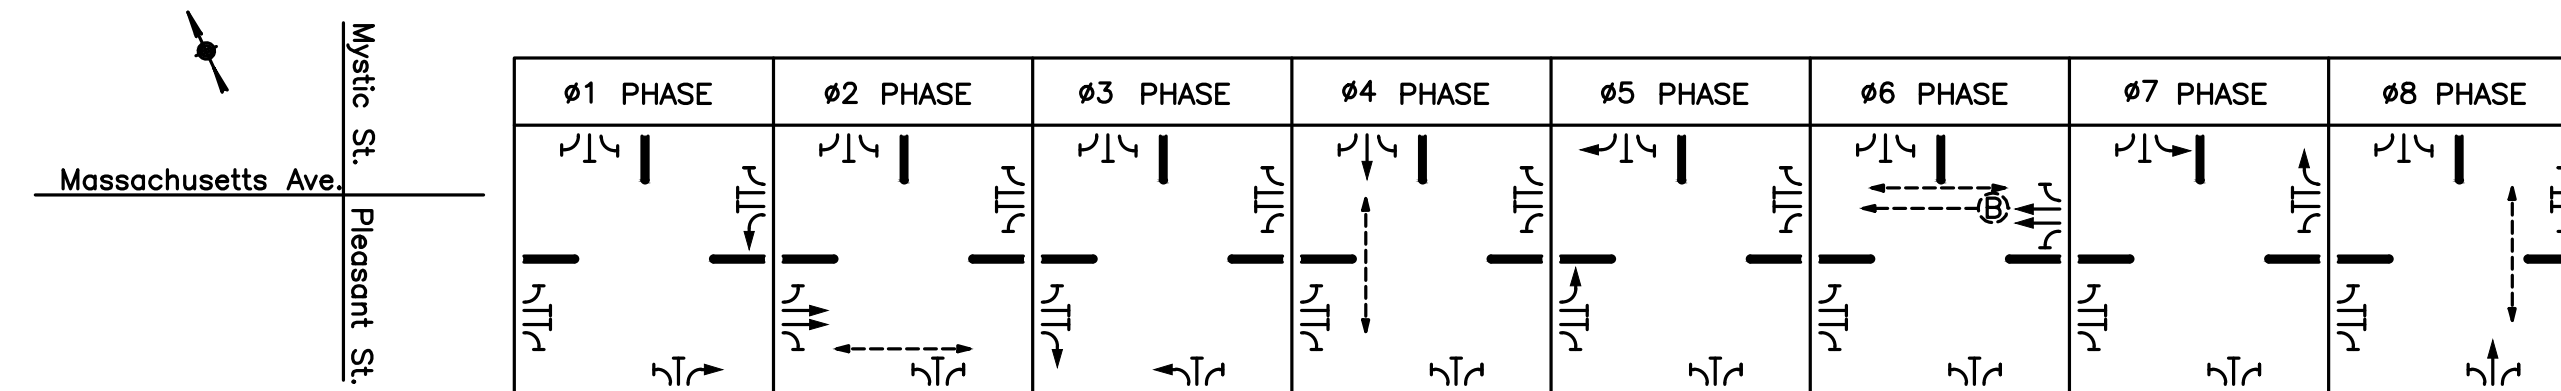 Mystic St.
Massachusetts Ave.
Pleasant St.
ø1 PHASE
ø2 PHASE
ø3 PHASE
ø4 PHASE
ø5 PHASE
ø6 PHASE
ø7 PHASE
ø8 PHASE
B